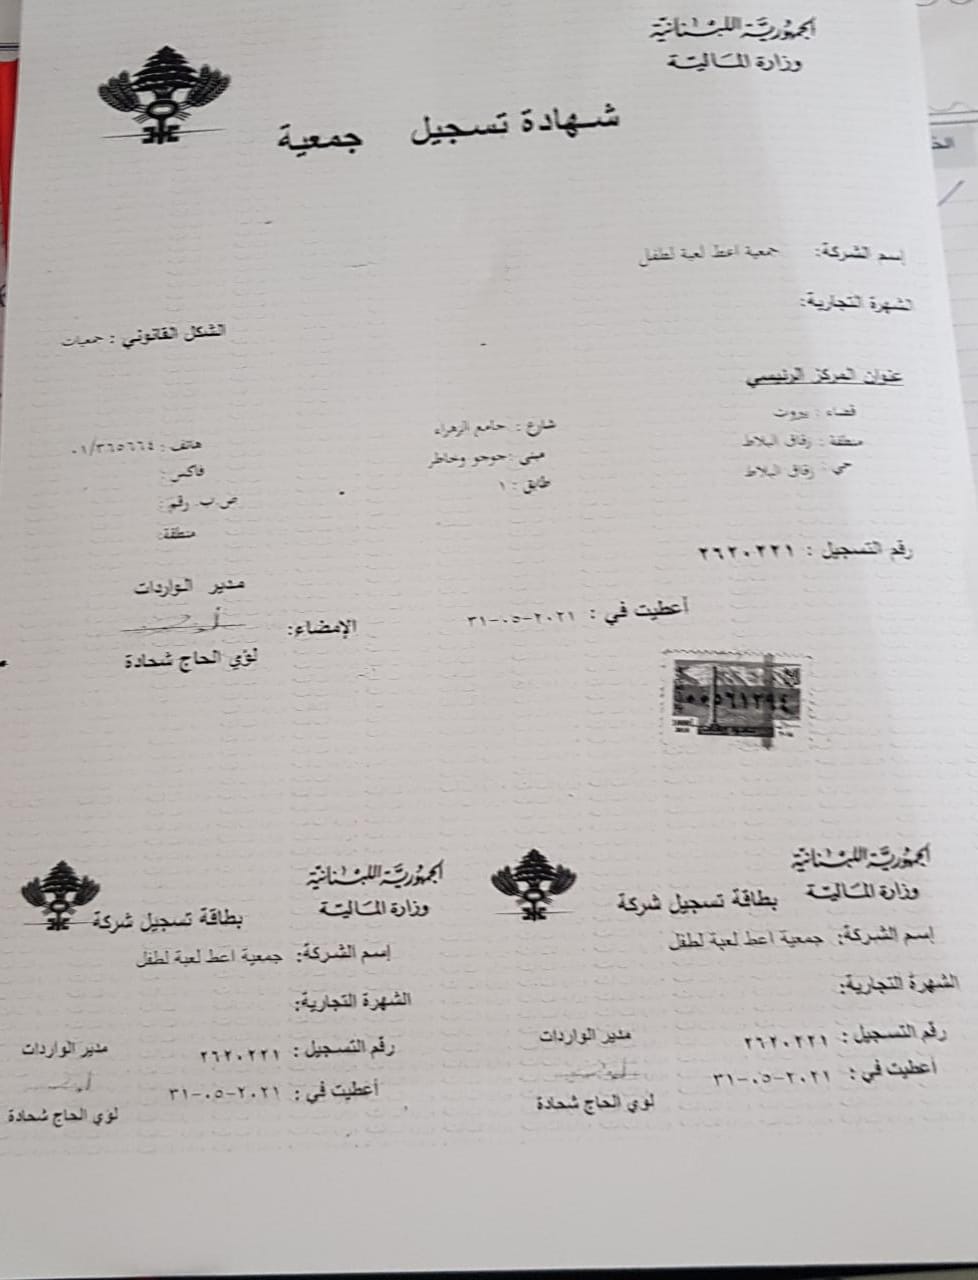 الجمهورية اللبنانية
وزارة المالية
شهادة تسجيل جمعية
إسم الشركة: جمعية اعط لعبة لطفل
الشهرة التجارية:
الشكل القانوني : جمعيات
عنوان المركز الرئيسي
قضاء : بيروت
منطقة : زقاق البلاط
حي : زقاق البلاط
شارع : جامع الزهراء
مبنى :جوجو وخاطر
طابق : ١
هاتف : ٠١/٣٦٥٦٦٤
فاكس :
ص.ب. رقم :
منطقة:
رقم التسجيل : ٢٦٢٠٢٢١
أعطيت في : ٢٠٢١-٠٥-٣١
مدير الواردات
الإمضاء:
لؤي الحاج شحادة
٥٦١٢٩٤
الجمهورية اللبنانية
وزارة المالية
بطاقة تسجيل شركة
إسم الشركة: جمعية اعط لعبة لطفل
الشهرة التجارية:
رقم التسجيل : ٢٦٢٠٢٢١
أعطيت في : ٢٠٢١-٠٥-٣١
مدير الواردات
لؤي الحاج شحادة
الجمهورية اللبنانية
وزارة المالية
بطاقة تسجيل شركة
إسم الشركة: جمعية اعط لعبة لطفل
الشهرة التجارية:
رقم التسجيل : ٢٦٢٠٢٢١
أعطيت في : ٢٠٢١-٠٥-٣١
مدير الواردات
لؤي الحاج شحادة